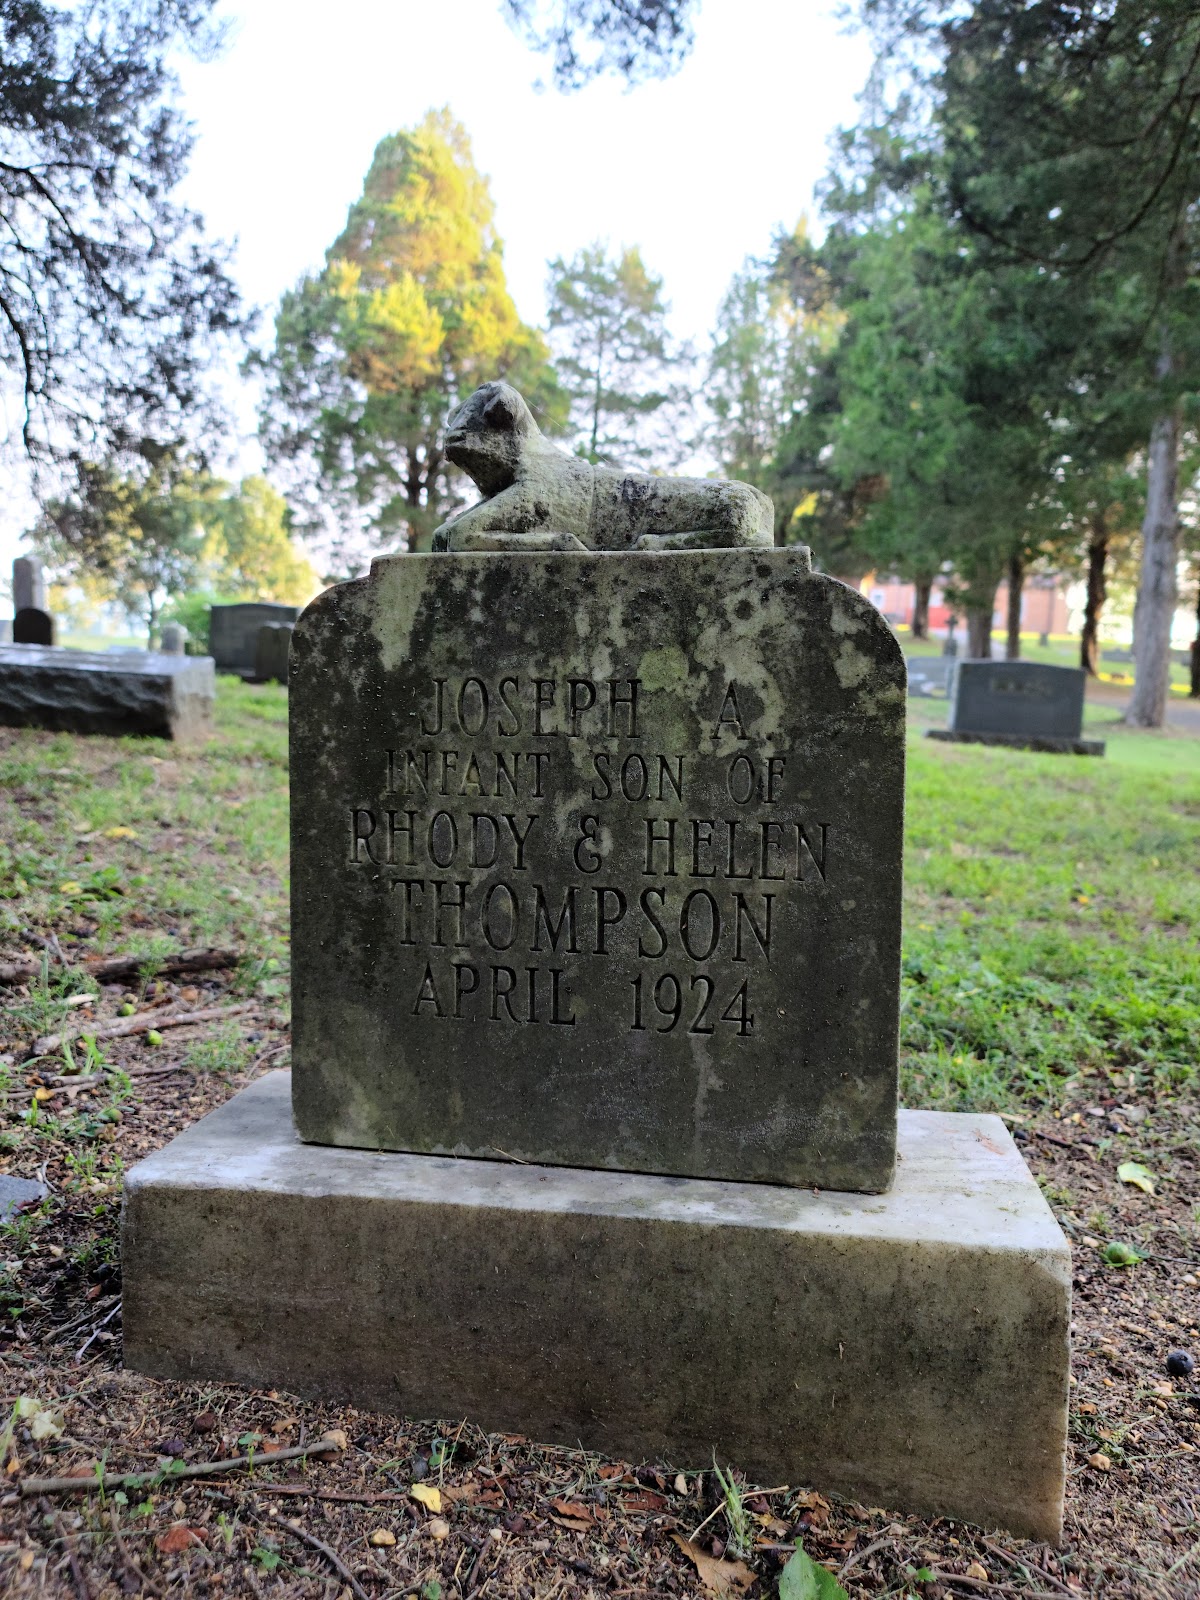 JOSEPH A.
INFANT SON OF
RHODY & HELEN
THOMPSON
APRIL 1924